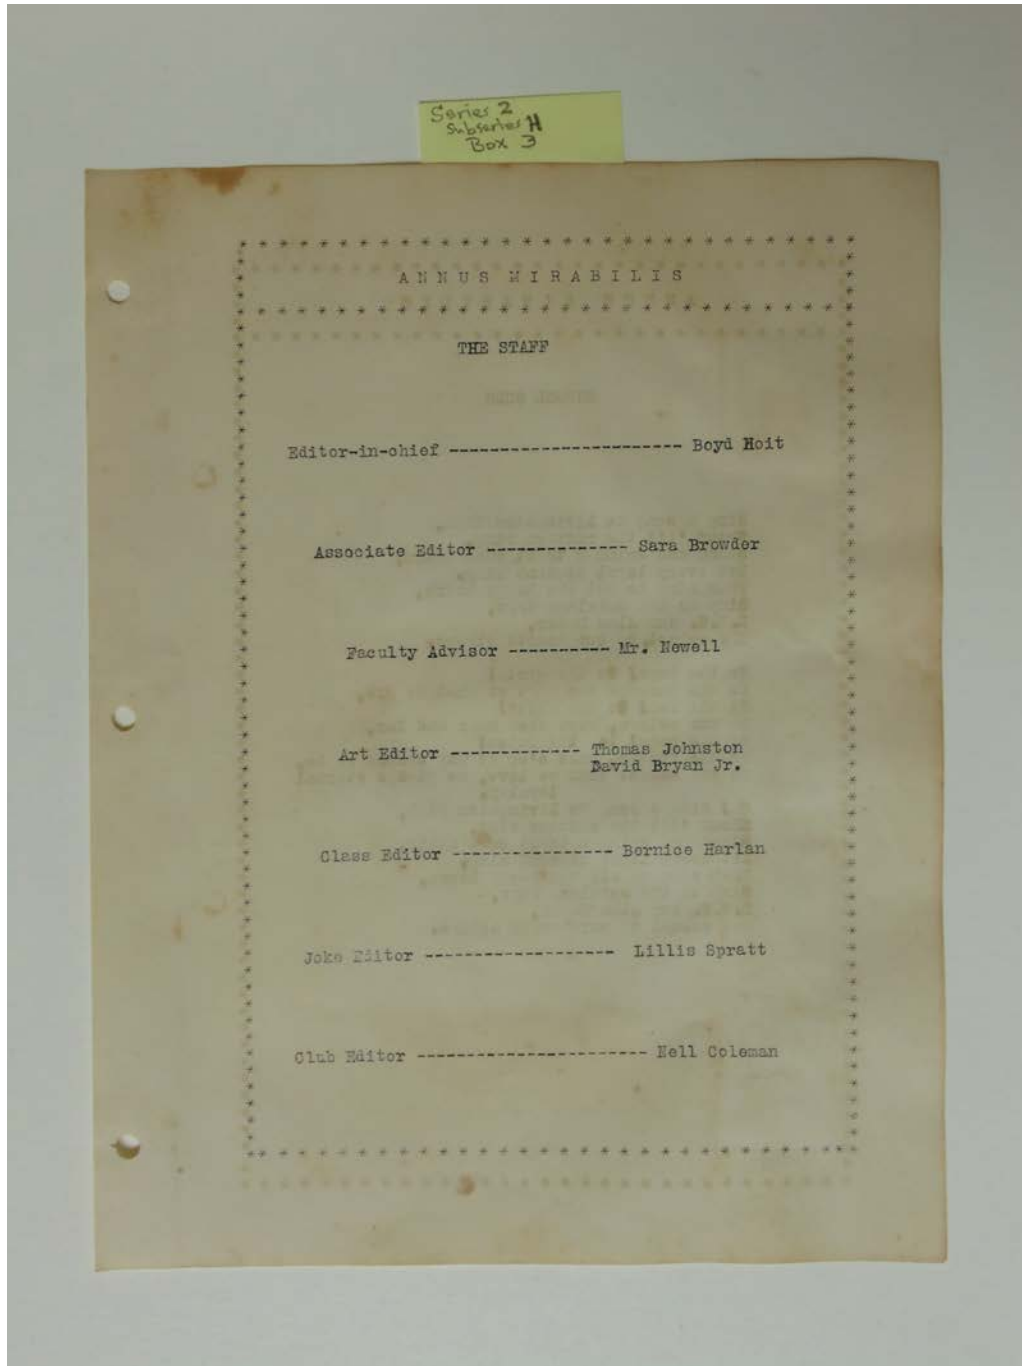 Series 2
Subseries H
Box 3
* * * * * * * * * * * * * * * * * * * * * * * * * * * * * * *
A N N U S M I R A B I L I S
* * * * * * * * * * * * * * * * * * * * * * * * * * * * * *
THE STAFF
Editor-in-chief ----------------------- Boyd Hoit
Associate Editor -------------- Sara Browder
Faculty Advisor ---------- Mr. Newell
Art Editor ------------- Thomas Johnston
David Bryan Jr.
Class Editor ---------------- Bernice Harlan
Joke Editor ------------------- Lillis Spratt
Club Editor ----------------------- Nell Coleman
* * * * * * * * * * * * * * * * * * * * * * * * * * * * * * *